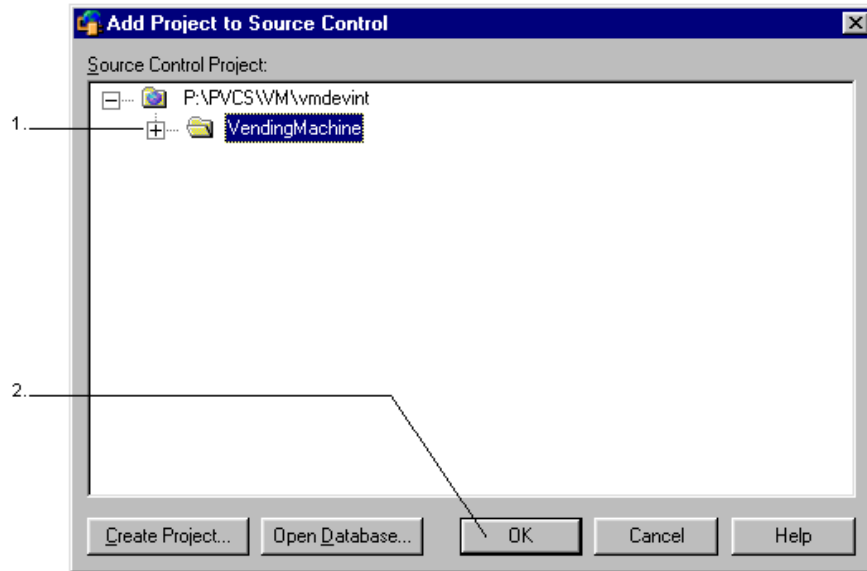 Add Project to Source Control
Source Control Project:
P:\PVCS\VM\vmdevint
1.
VendingMachine
2.
Create Project... Open Database... OK Cancel Help